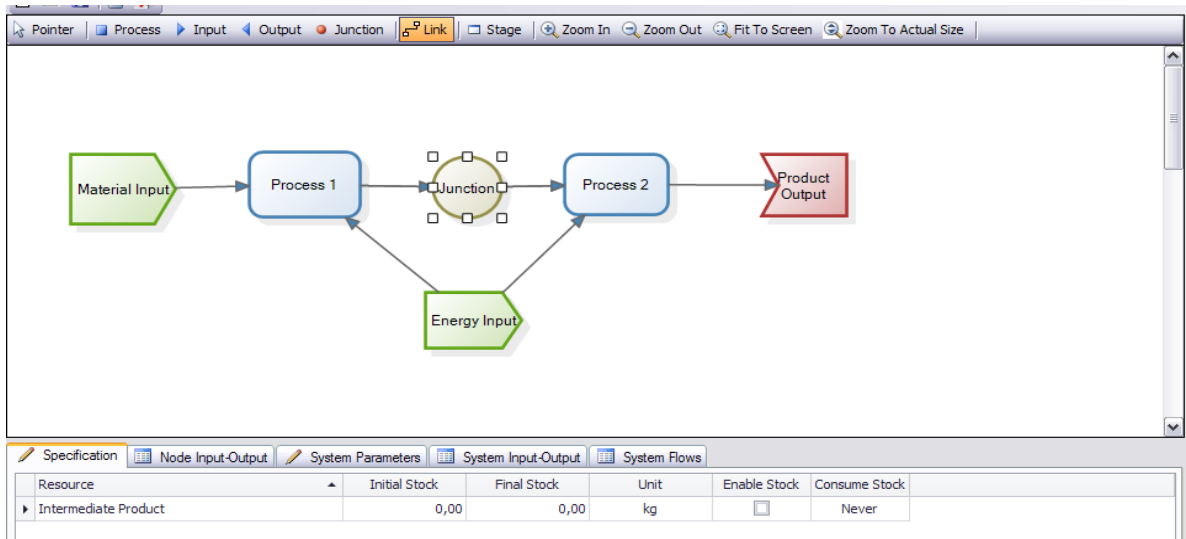 Pointer Process Input Output Junction Link Stage Zoom In Zoom Out Fit To Screen Zoom To Actual Size
Material Input
Process 1
Junction
Process 2
Product
Output
Energy Input
Specification Node Input-Output System Parameters System Input-Output System Flows
Resource Initial Stock Final Stock Unit Enable Stock Consume Stock
Intermediate Product 0,00 0,00 kg Never